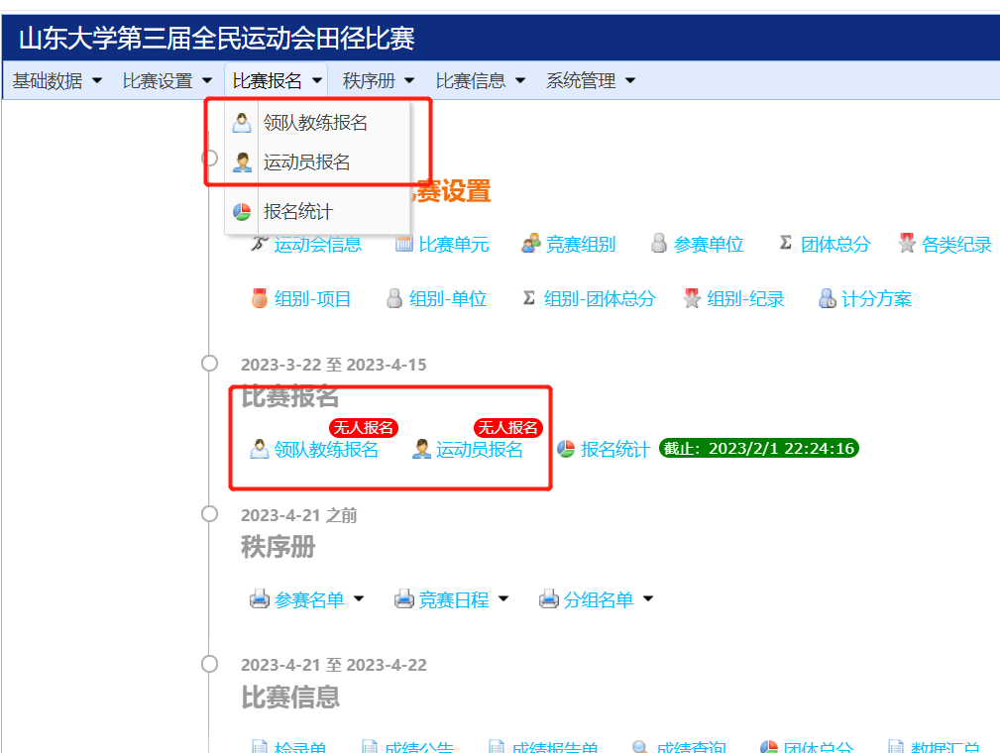 山东大学第三届全民运动会田径比赛
基础数据 比赛设置 比赛报名 秩序册 比赛信息 系统管理
领队教练报名
运动员报名
赛设置
报名统计
运动会信息 比赛单元 竞赛组别 参赛单位 团体总分 各类纪录
组别-项目 组别-单位 组别-团体总分 组别-纪录 计分方案
2023-3-22 至 2023-4-15
比赛报名
无人报名 无人报名
领队教练报名 运动员报名 报名统计 截止：2023/2/1 22:24:16
2023-4-21 之前
秩序册
参赛名单 竞赛日程 分组名单
2023-4-21 至 2023-4-22
比赛信息
检录单 成绩公告 成绩报告单 成绩查询 团体总分 数据汇总